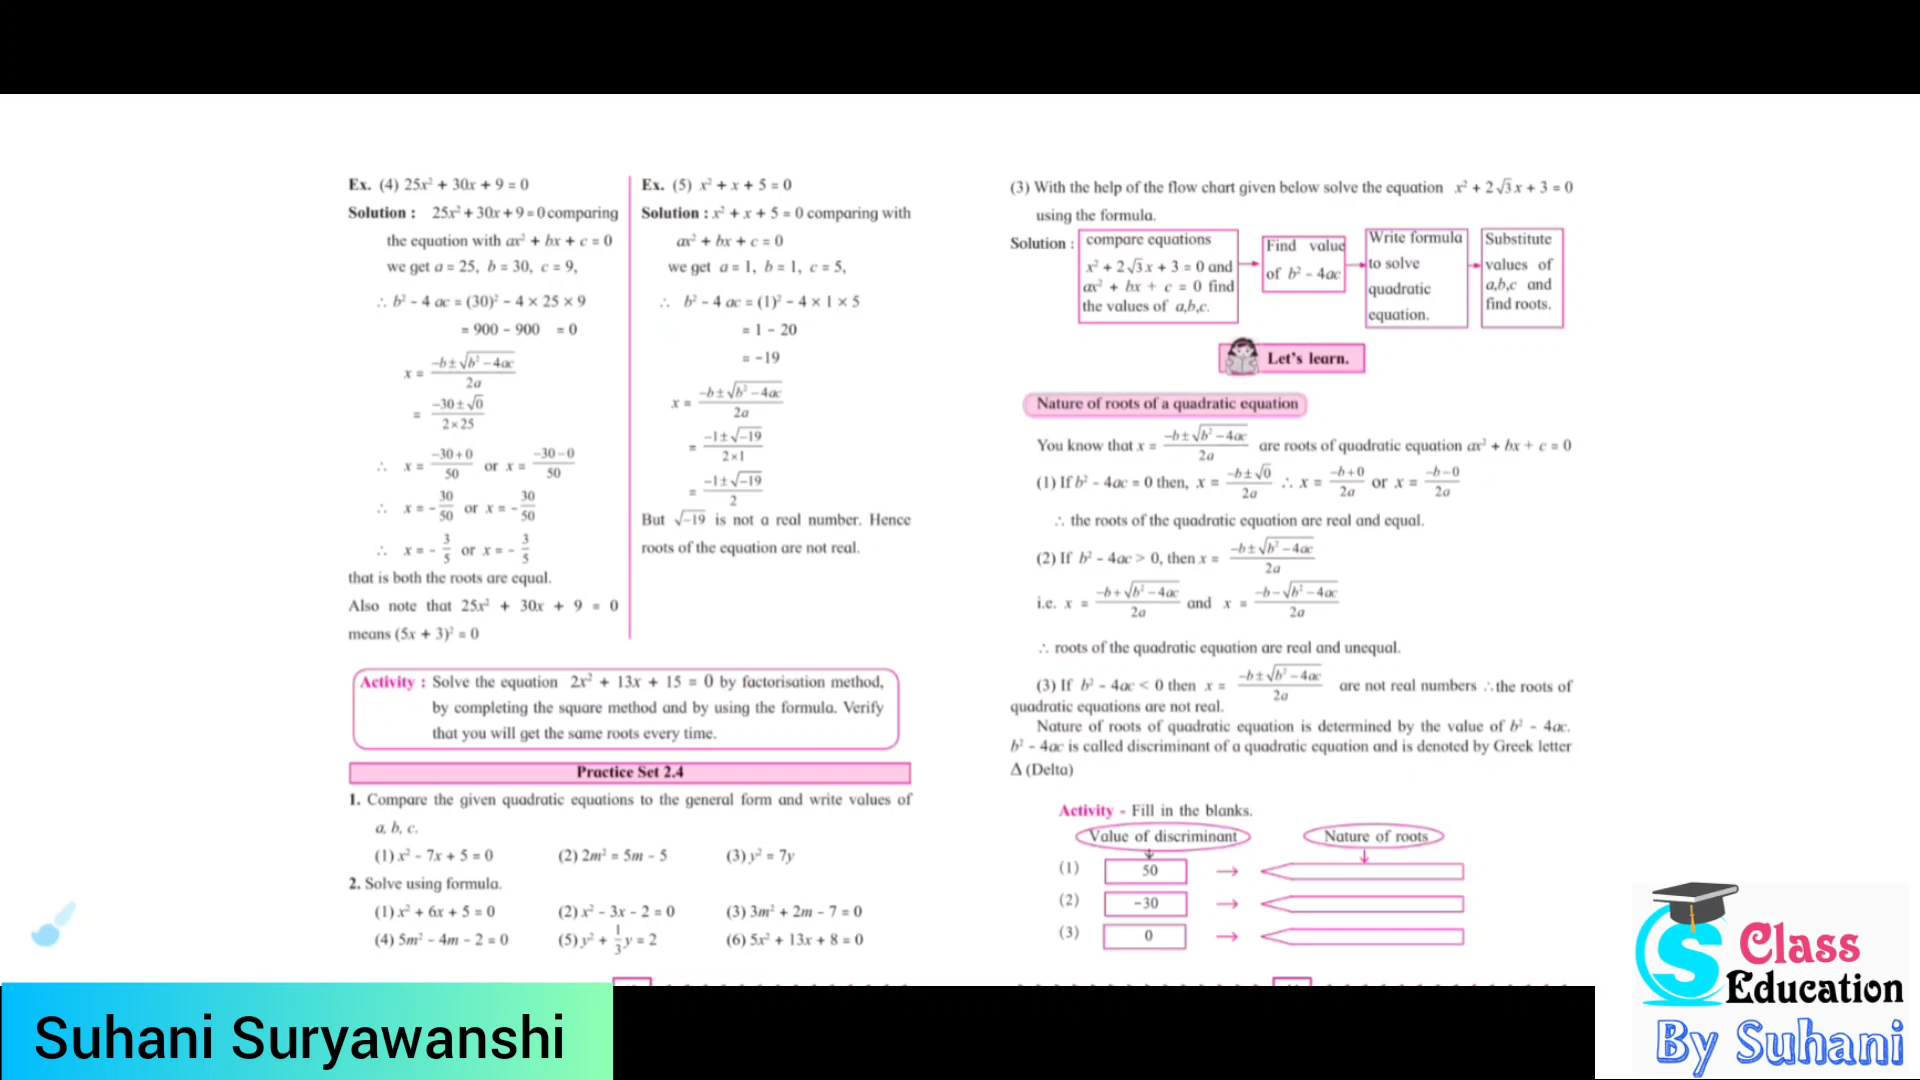 Ex. (4) 25x² + 30x + 9 = 0
Solution : 25x² + 30x + 9 = 0 comparing
the equation with ax² + bx + c = 0
we get a = 25, b = 30, c = 9,
∴ b² - 4 ac = (30)² - 4 × 25 × 9
= 900 - 900 = 0
x = (-b±√(b² - 4ac))/(2a)
= (-30±√0)/(2×25)
∴ x = (-30+0)/50 or x = (-30-0)/50
∴ x = - 30/50 or x = - 30/50
∴ x = - 3/5 or x = - 3/5
that is both the roots are equal.
Also note that 25x² + 30x + 9 = 0
means (5x + 3)² = 0
Ex. (5) x² + x + 5 = 0
Solution : x² + x + 5 = 0 comparing with
ax² + bx + c = 0
we get a = 1, b = 1, c = 5,
∴ b² - 4 ac = (1)² - 4 × 1 × 5
= 1 - 20
= -19
x = (-b±√(b² - 4ac))/(2a)
= (-1±√-19)/(2×1)
= (-1±√-19)/2
But √-19 is not a real number. Hence
roots of the equation are not real.
Activity : Solve the equation 2x² + 13x + 15 = 0 by factorisation method,
by completing the square method and by using the formula. Verify
that you will get the same roots every time.
Practice Set 2.4
1. Compare the given quadratic equations to the general form and write values of
a, b, c.
(1) x² - 7x + 5 = 0 (2) 2m² = 5m - 5 (3) y² = 7y
2. Solve using formula.
(1) x² + 6x + 5 = 0 (2) x² - 3x - 2 = 0 (3) 3m² + 2m - 7 = 0
(4) 5m² - 4m - 2 = 0 (5) y² + 1/3 y = 2 (6) 5x² + 13x + 8 = 0
(3) With the help of the flow chart given below solve the equation x² + 2√3 x + 3 = 0
using the formula.
Solution :
compare equations
x² + 2√3 x + 3 = 0 and
ax² + bx + c = 0 find
the values of a,b,c.
Find value
of b² - 4ac
Write formula
to solve
quadratic
equation.
Substitute
values of
a,b,c and
find roots.
Let's learn.
Nature of roots of a quadratic equation
You know that x = (-b±√(b² - 4ac))/(2a) are roots of quadratic equation ax² + bx + c = 0
(1) If b² - 4ac = 0 then, x = (-b±√0)/(2a) ∴ x = (-b+0)/(2a) or x = (-b-0)/(2a)
∴ the roots of the quadratic equation are real and equal.
(2) If b² - 4ac > 0, then x = (-b±√(b² - 4ac))/(2a)
i.e. x = (-b+√(b² - 4ac))/(2a) and x = (-b-√(b² - 4ac))/(2a)
∴ roots of the quadratic equation are real and unequal.
(3) If b² - 4ac < 0 then x = (-b±√(b² - 4ac))/(2a) are not real numbers ∴ the roots of
quadratic equations are not real.
Nature of roots of quadratic equation is determined by the value of b² - 4ac.
b² - 4ac is called discriminant of a quadratic equation and is denoted by Greek letter
Δ (Delta)
Activity - Fill in the blanks.
Value of discriminant Nature of roots
(1) 50 →
(2) -30 →
(3) 0 →
S Class
Education
By Suhani
Suhani Suryawanshi